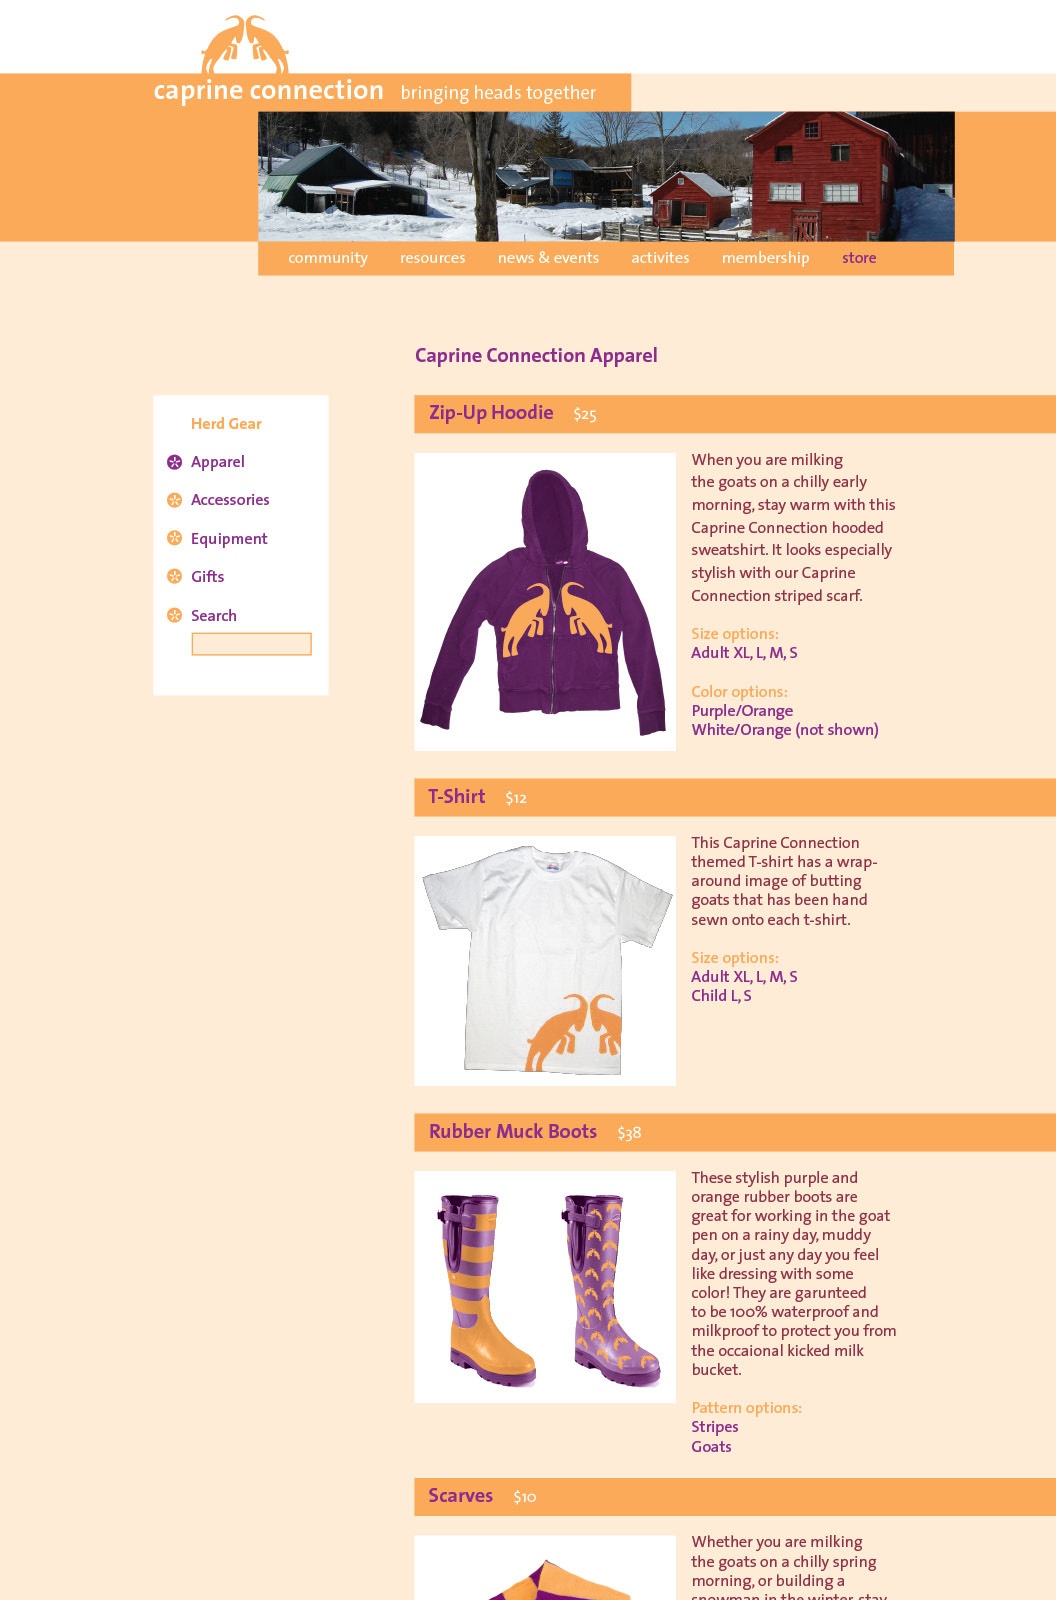 caprine connection bringing heads together
community resources news & events activites membership store
Caprine Connection Apparel
Herd Gear
Apparel
Accessories
Equipment
Gifts
Search
Zip-Up Hoodie $25
When you are milking
the goats on a chilly early
morning, stay warm with this
Caprine Connection hooded
sweatshirt. It looks especially
stylish with our Caprine
Connection striped scarf.
Size options:
Adult XL, L, M, S
Color options:
Purple/Orange
White/Orange (not shown)
T-Shirt $12
This Caprine Connection
themed T-shirt has a wrap-
around image of butting
goats that has been hand
sewn onto each t-shirt.
Size options:
Adult XL, L, M, S
Child L, S
Rubber Muck Boots $38
These stylish purple and
orange rubber boots are
great for working in the goat
pen on a rainy day, muddy
day, or just any day you feel
like dressing with some
color! They are garunteed
to be 100% waterproof and
milkproof to protect you from
the occaional kicked milk
bucket.
Pattern options:
Stripes
Goats
Scarves $10
Whether you are milking
the goats on a chilly spring
morning, or building a
snowman in the winter, stay